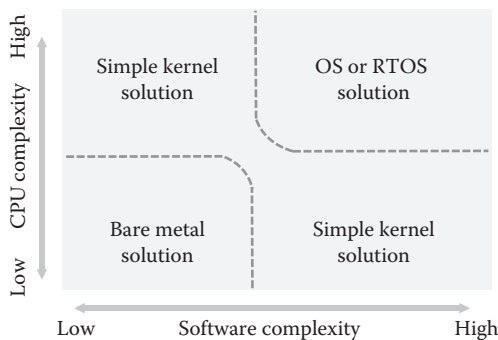 High
CPU complexity
Low
Simple kernel
solution
OS or RTOS
solution
Bare metal
solution
Simple kernel
solution
Low
Software complexity
High